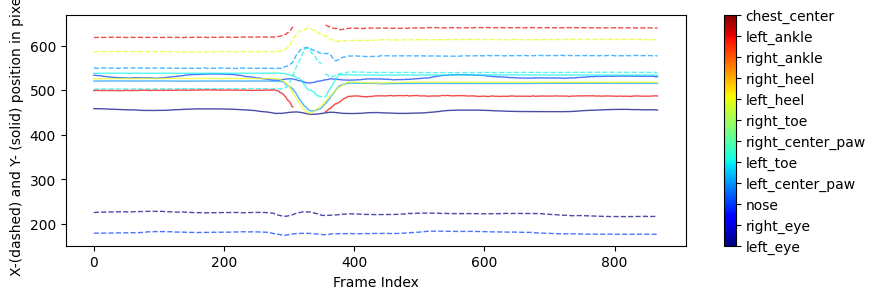 X-(dashed) and Y- (solid) position in pixe
600
500
400
300
200
0
200
400
600
800
Frame Index
chest_center
left_ankle
right_ankle
right_heel
left_heel
right_toe
right_center_paw
left_toe
left_center_paw
nose
right_eye
left_eye